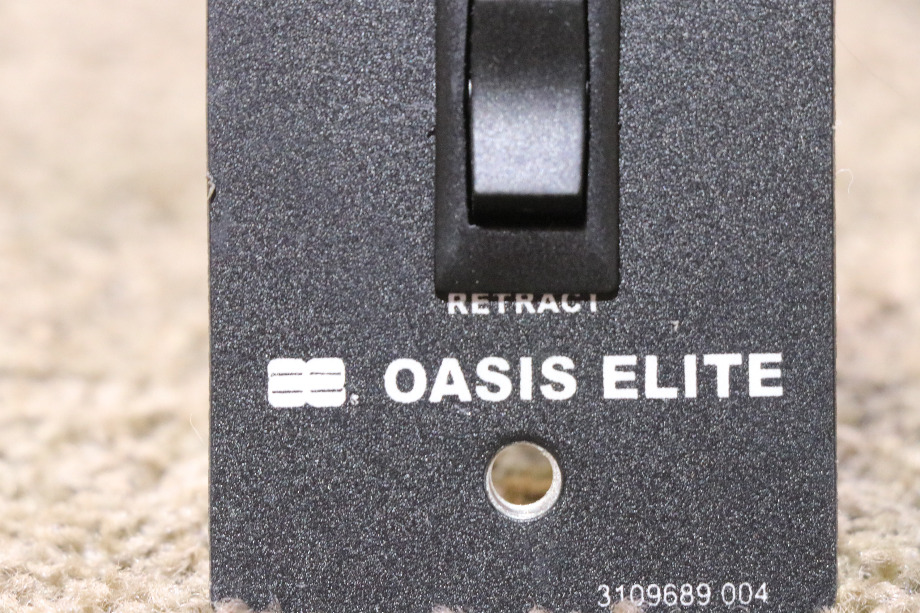 RETRACT
OASIS ELITE
3109689 004